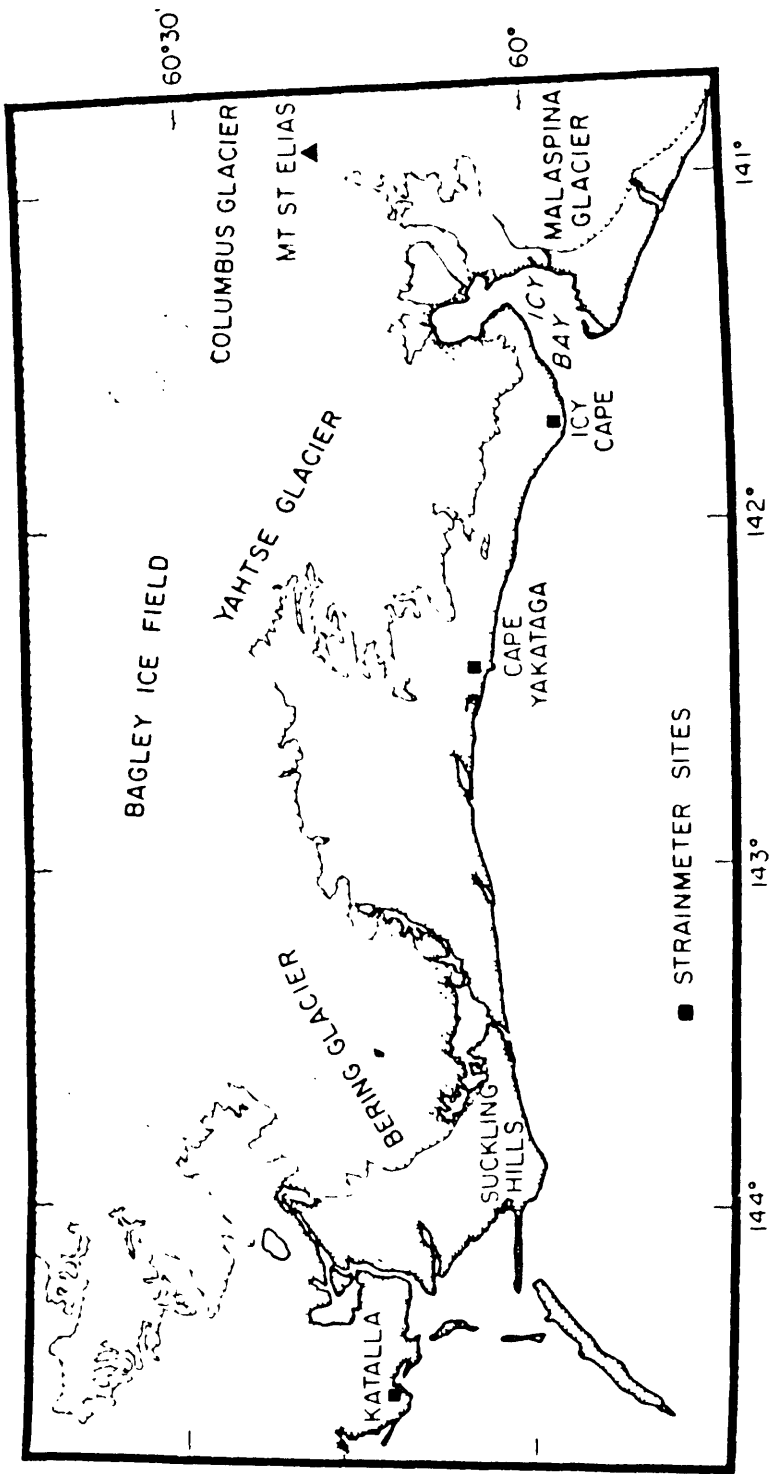 60°30'
60°
COLUMBUS GLACIER
MT ST ELIAS
MALASPINA
GLACIER
ICY
BAY
ICY
CAPE
YAHTSE GLACIER
BAGLEY ICE FIELD
CAPE
YAKATAGA
BERING GLACIER
SUCKLING
HILLS
KATALLA
STRAINMETER SITES
144°
143°
142°
141°